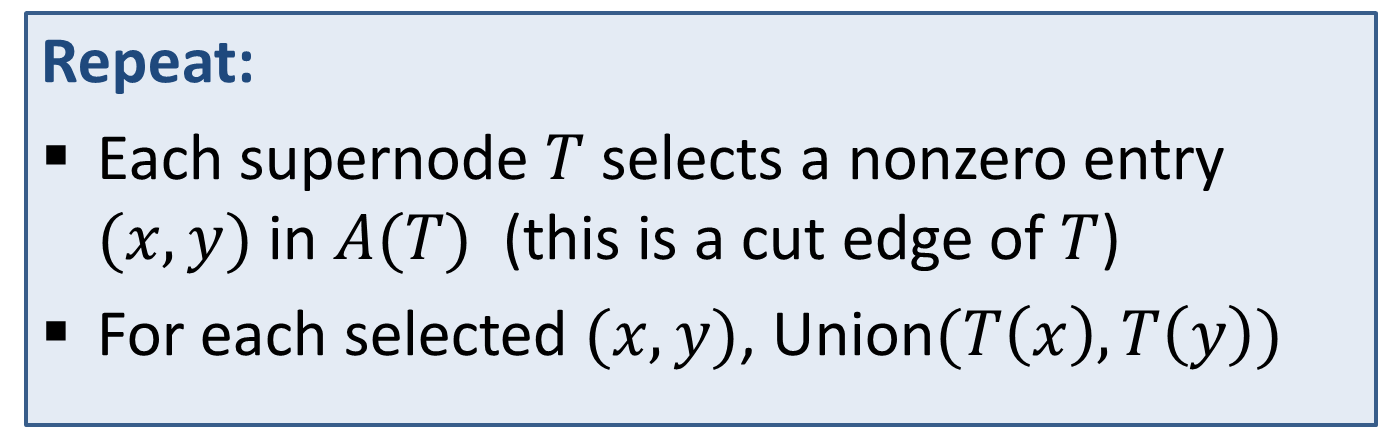 Repeat:
▪ Each supernode T selects a nonzero entry
(x, y) in A(T) (this is a cut edge of T)
▪ For each selected (x, y), Union(T(x), T(y))